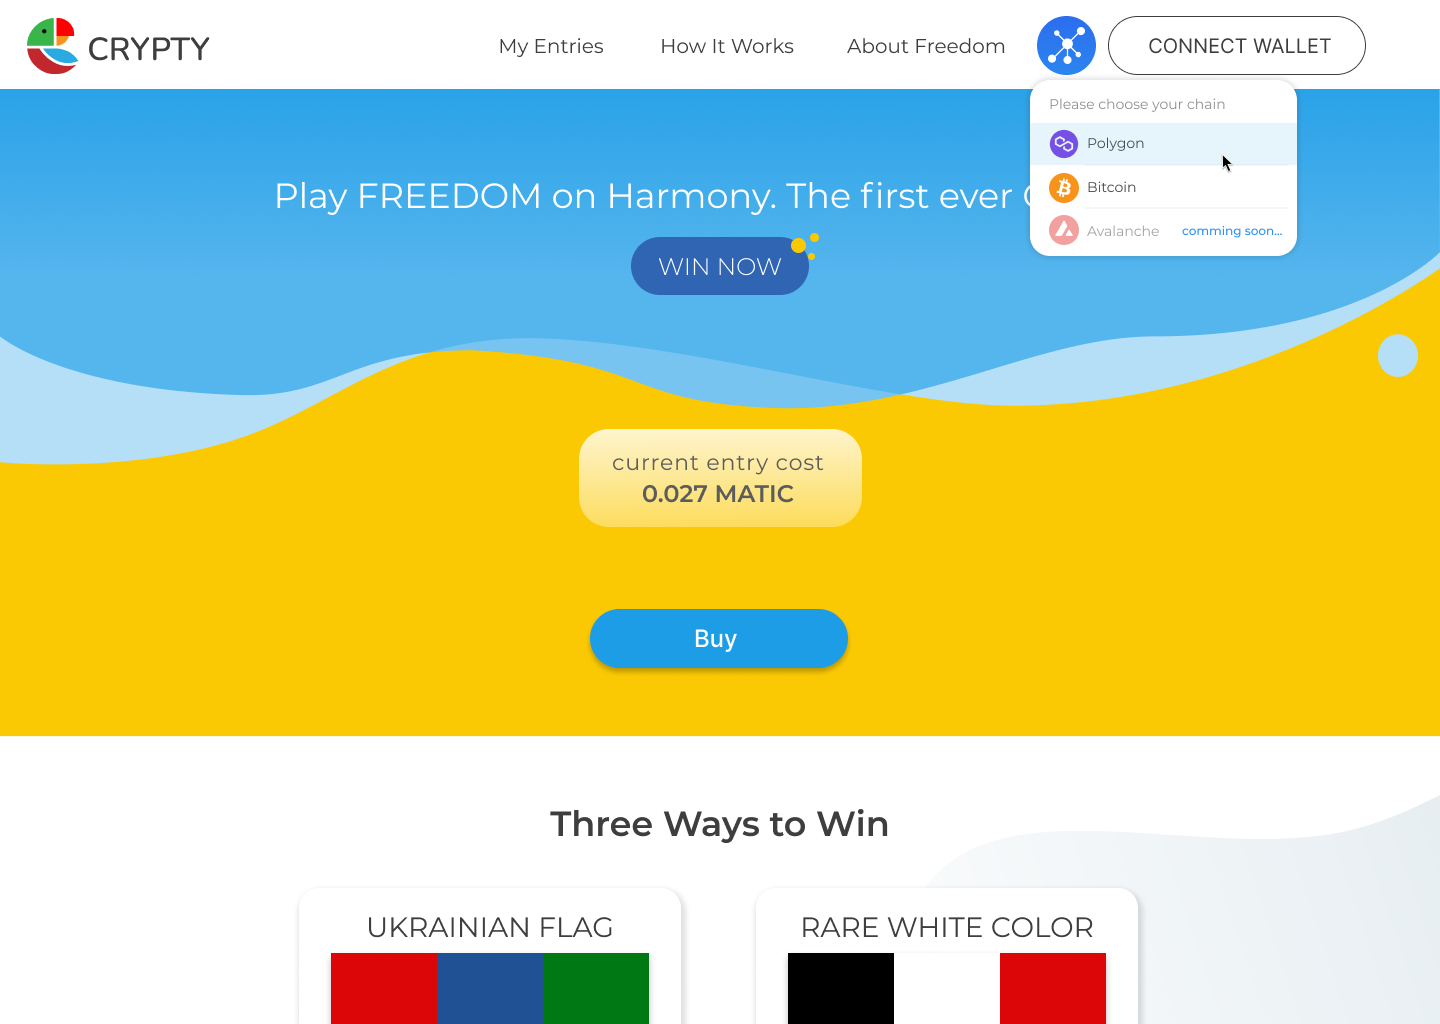 CRYPTY
My Entries
How It Works
About Freedom
CONNECT WALLET
Please choose your chain
Polygon
Bitcoin
Avalanche comming soon...
Play FREEDOM on Harmony. The first ever
WIN NOW
current entry cost
0.027 MATIC
Buy
Three Ways to Win
UKRAINIAN FLAG
RARE WHITE COLOR